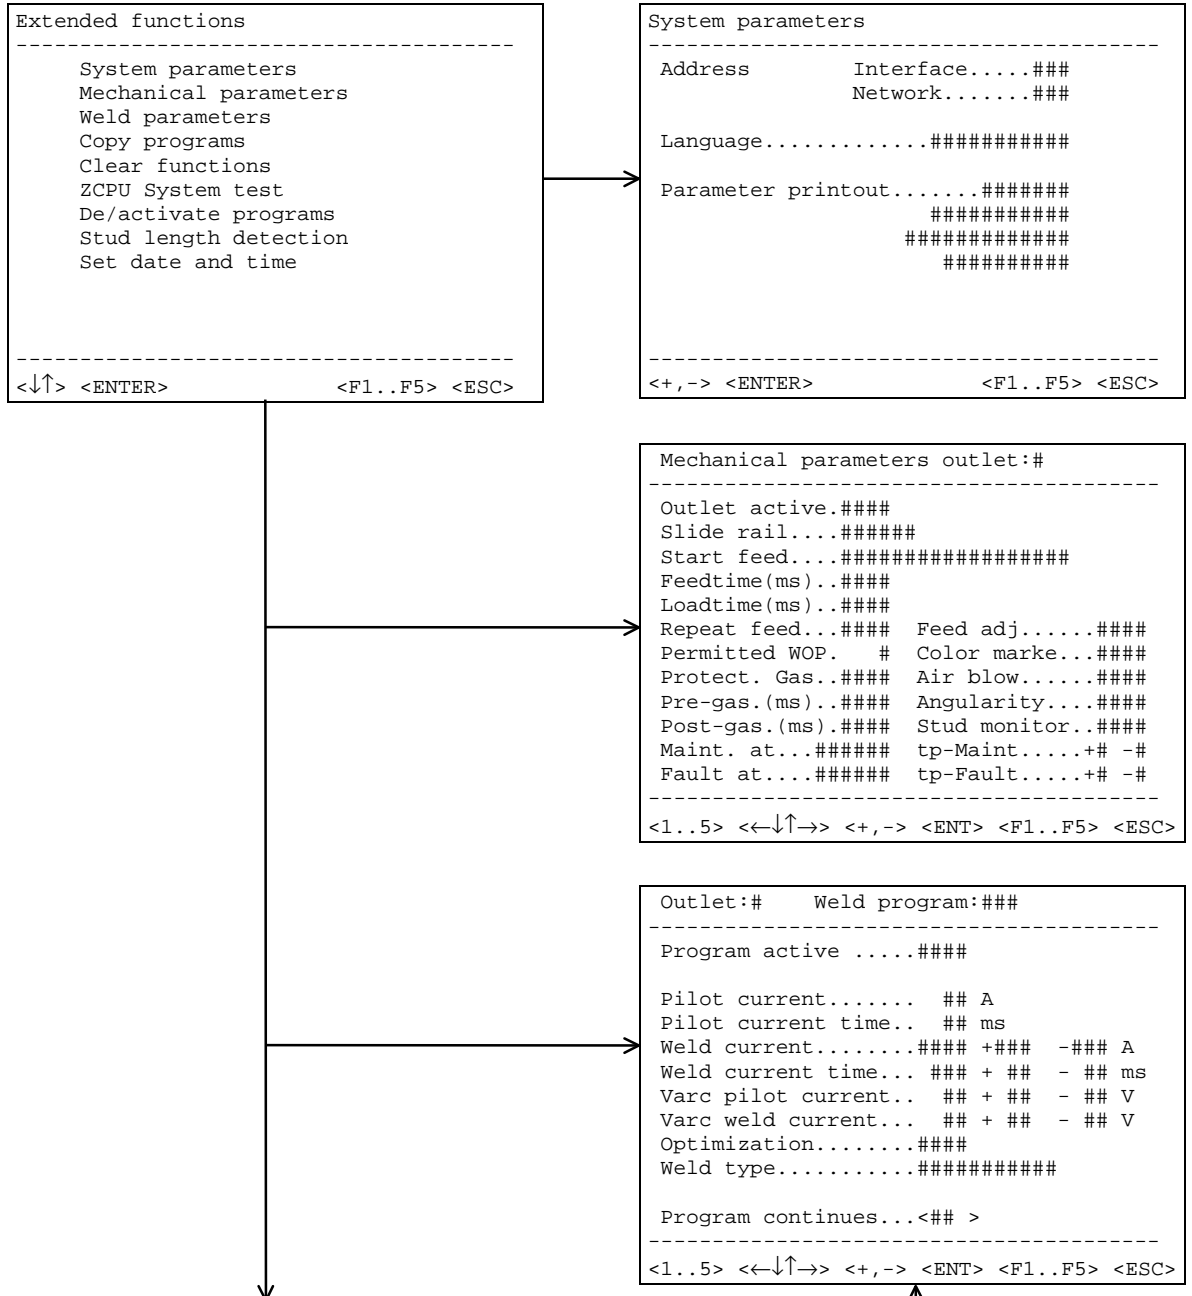 Extended functions
---------------------------------------
System parameters
Mechanical parameters
Weld parameters
Copy programs
Clear functions
ZCPU System test
De/activate programs
Stud length detection
Set date and time
---------------------------------------
<↓↑> <ENTER> <F1..F5> <ESC>
System parameters
----------------------------------------
Address Interface.....###
Network.......###
Language.............###########
Parameter printout.......#######
###########
#############
##########
----------------------------------------
<+,-> <ENTER> <F1..F5> <ESC>
Mechanical parameters outlet:#
----------------------------------------
Outlet active.####
Slide rail....######
Start feed....##################
Feedtime(ms)..####
Loadtime(ms)..####
Repeat feed...#### Feed adj......####
Permitted WOP. # Color marke...####
Protect. Gas..#### Air blow......####
Pre-gas.(ms)..#### Angularity....####
Post-gas.(ms).#### Stud monitor..####
Maint. at...###### tp-Maint.....+# -#
Fault at....###### tp-Fault.....+# -#
----------------------------------------
<1..5> <←↓↑→> <+,-> <ENT> <F1..F5> <ESC>
Outlet:# Weld program:###
----------------------------------------
Program active .....####
Pilot current....... ## A
Pilot current time.. ## ms
Weld current........#### +### -### A
Weld current time... ### + ## - ## ms
Varc pilot current.. ## + ## - ## V
Varc weld current... ## + ## - ## V
Optimization........####
Weld type...........###########
Program continues...<## >
----------------------------------------
<1..5> <←↓↑→> <+,-> <ENT> <F1..F5> <ESC>